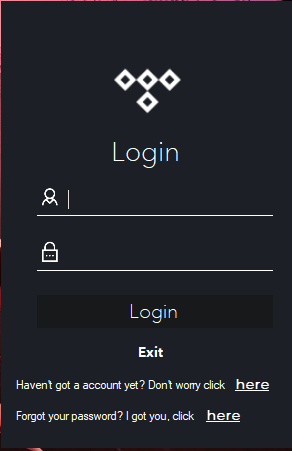 Login
Login
Exit
Haven't got a account yet? Don't worry click here
Forgot your password? I got you, click here